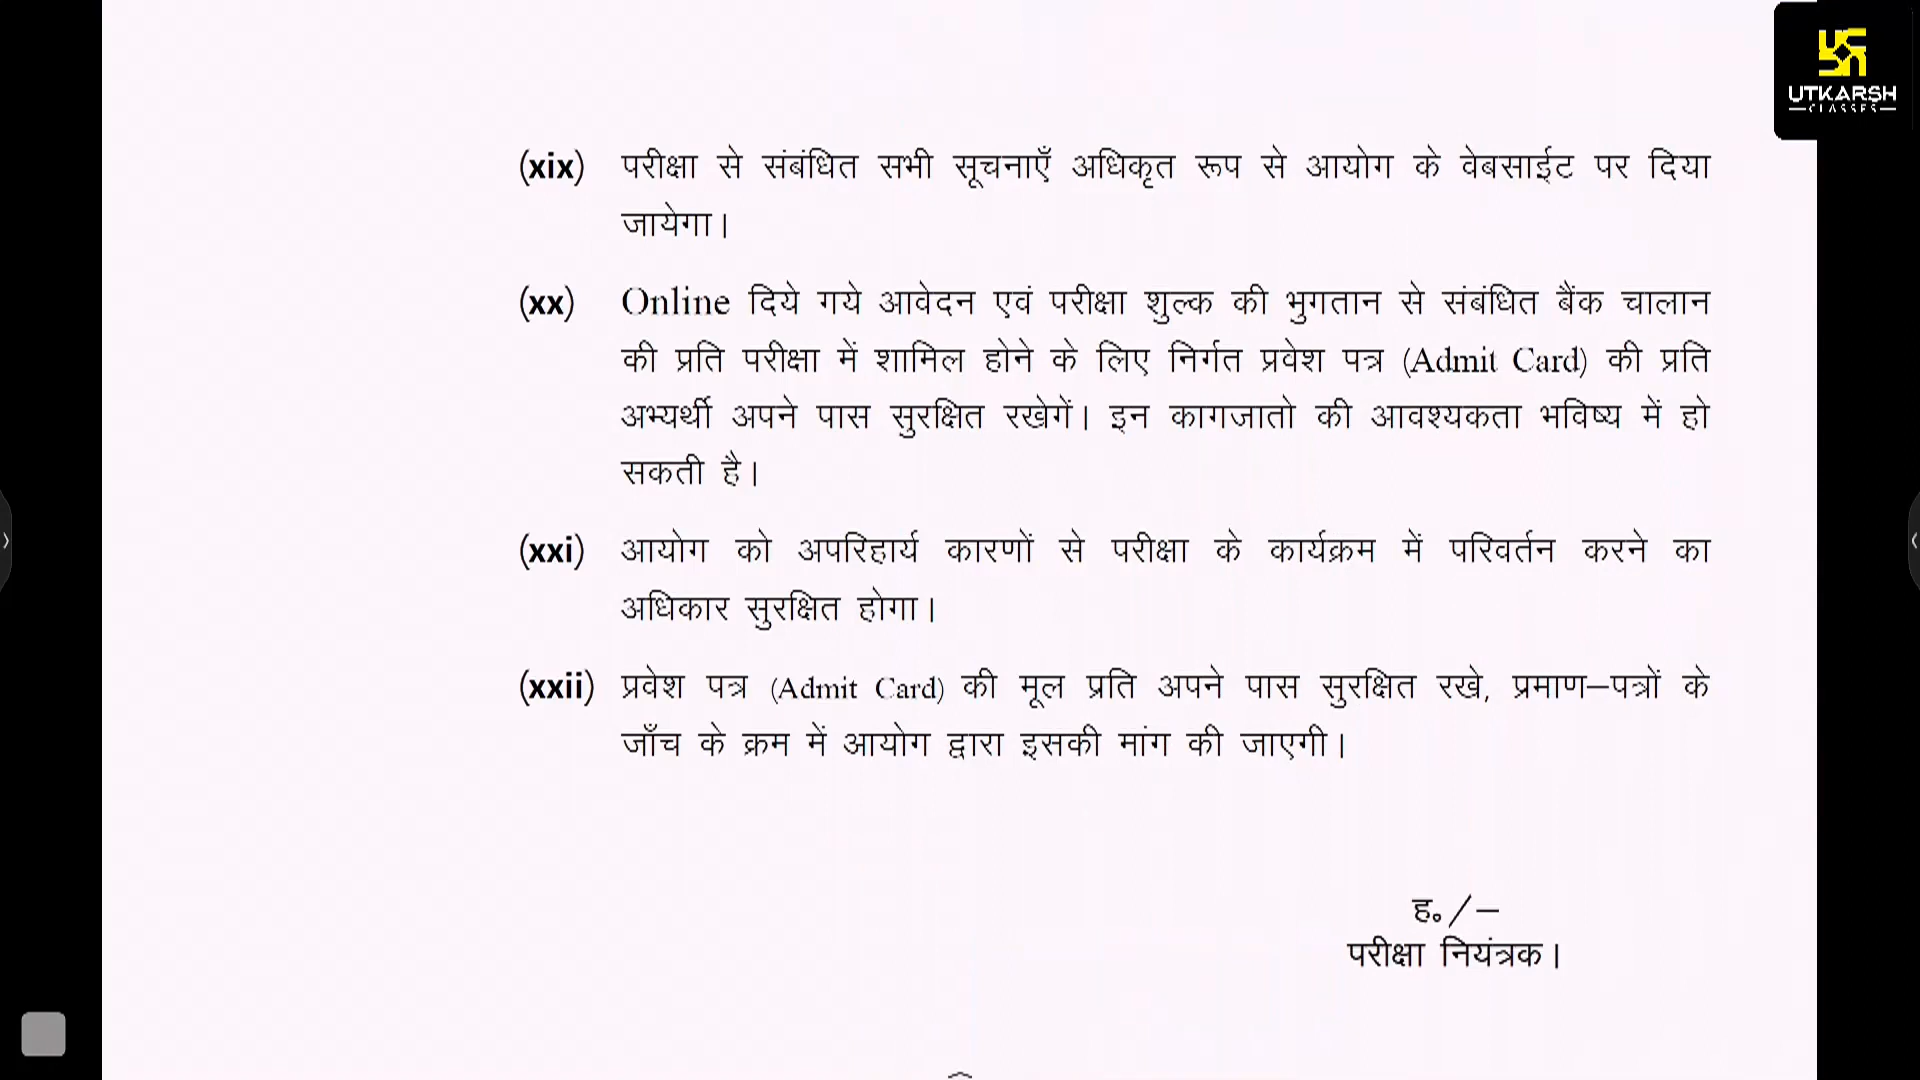 UTKARSH
CLASSES
(xix) परीक्षा से संबंधित सभी सूचनाएँ अधिकृत रूप से आयोग के वेबसाईट पर दिया
जायेगा।
(xx) Online दिये गये आवेदन एवं परीक्षा शुल्क की भुगतान से संबंधित बैंक चालान
की प्रति परीक्षा में शामिल होने के लिए निर्गत प्रवेश पत्र (Admit Card) की प्रति
अभ्यर्थी अपने पास सुरक्षित रखेगें। इन कागजातो की आवश्यकता भविष्य में हो
सकती है।
(xxi) आयोग को अपरिहार्य कारणों से परीक्षा के कार्यक्रम में परिवर्तन करने का
अधिकार सुरक्षित होगा।
(xxii) प्रवेश पत्र (Admit Card) की मूल प्रति अपने पास सुरक्षित रखे, प्रमाण–पत्रों के
जाँच के क्रम में आयोग द्वारा इसकी मांग की जाएगी।
ह०/–
परीक्षा नियंत्रक।